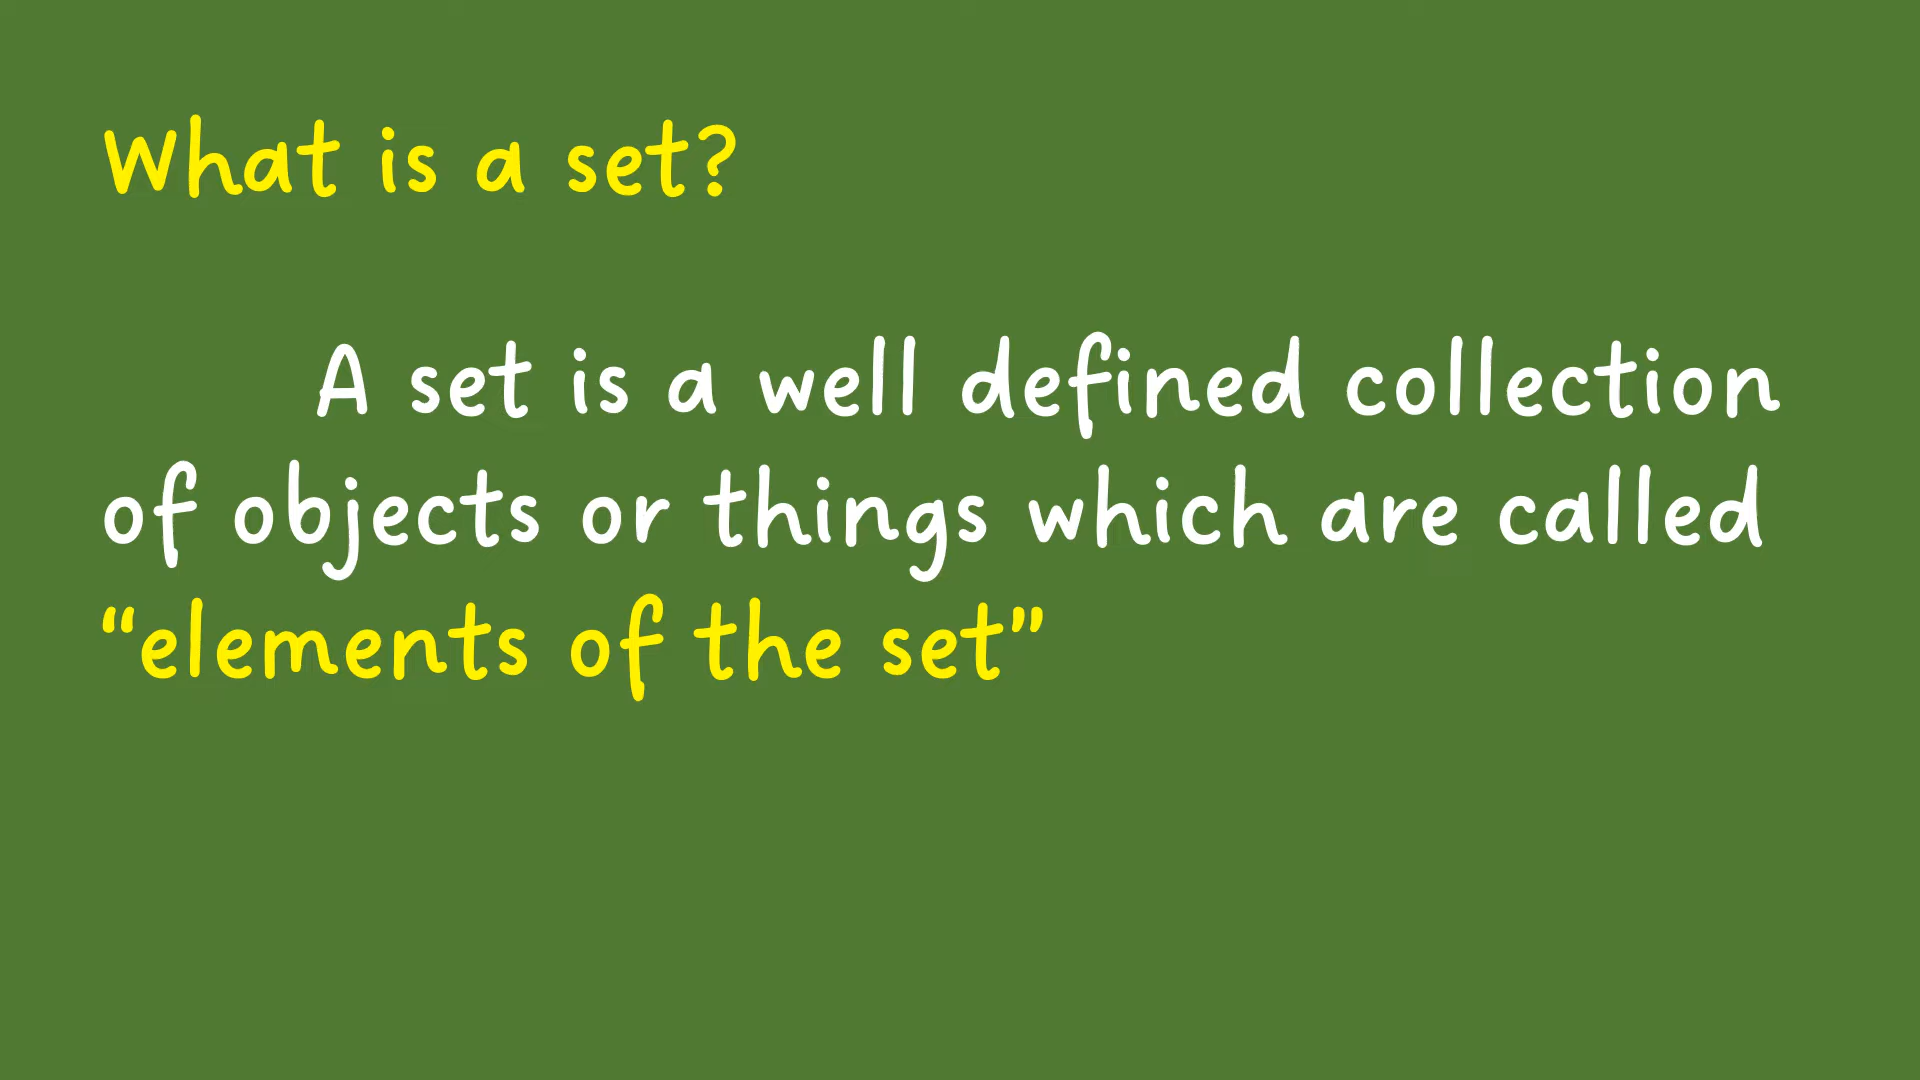 What is a set?
A set is a well defined collection
of objects or things which are called
“elements of the set”